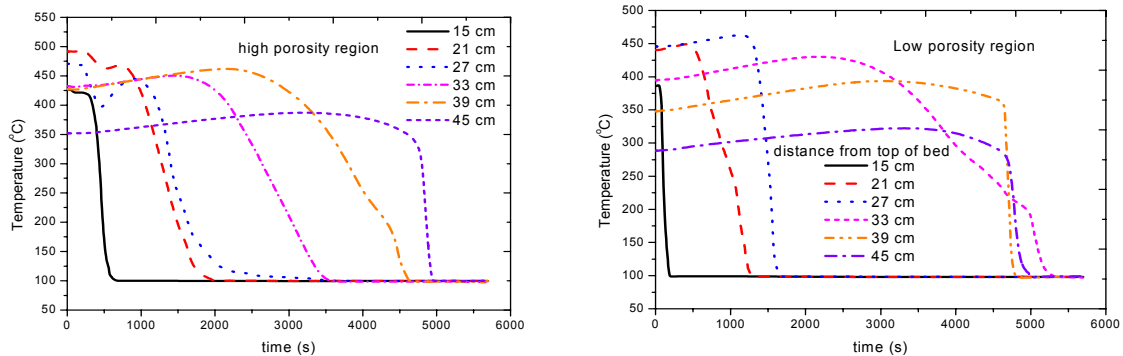 high porosity region
15 cm
21 cm
27 cm
33 cm
39 cm
45 cm
550
500
450
400
350
300
250
200
150
100
50
Temperature (°C)
0
1000
2000
3000
4000
5000
6000
time (s)
Low porosity region
distance from top of bed
15 cm
21 cm
27 cm
33 cm
39 cm
45 cm
500
450
400
350
300
250
200
150
100
50
Temperature (°C)
0
1000
2000
3000
4000
5000
6000
time (s)